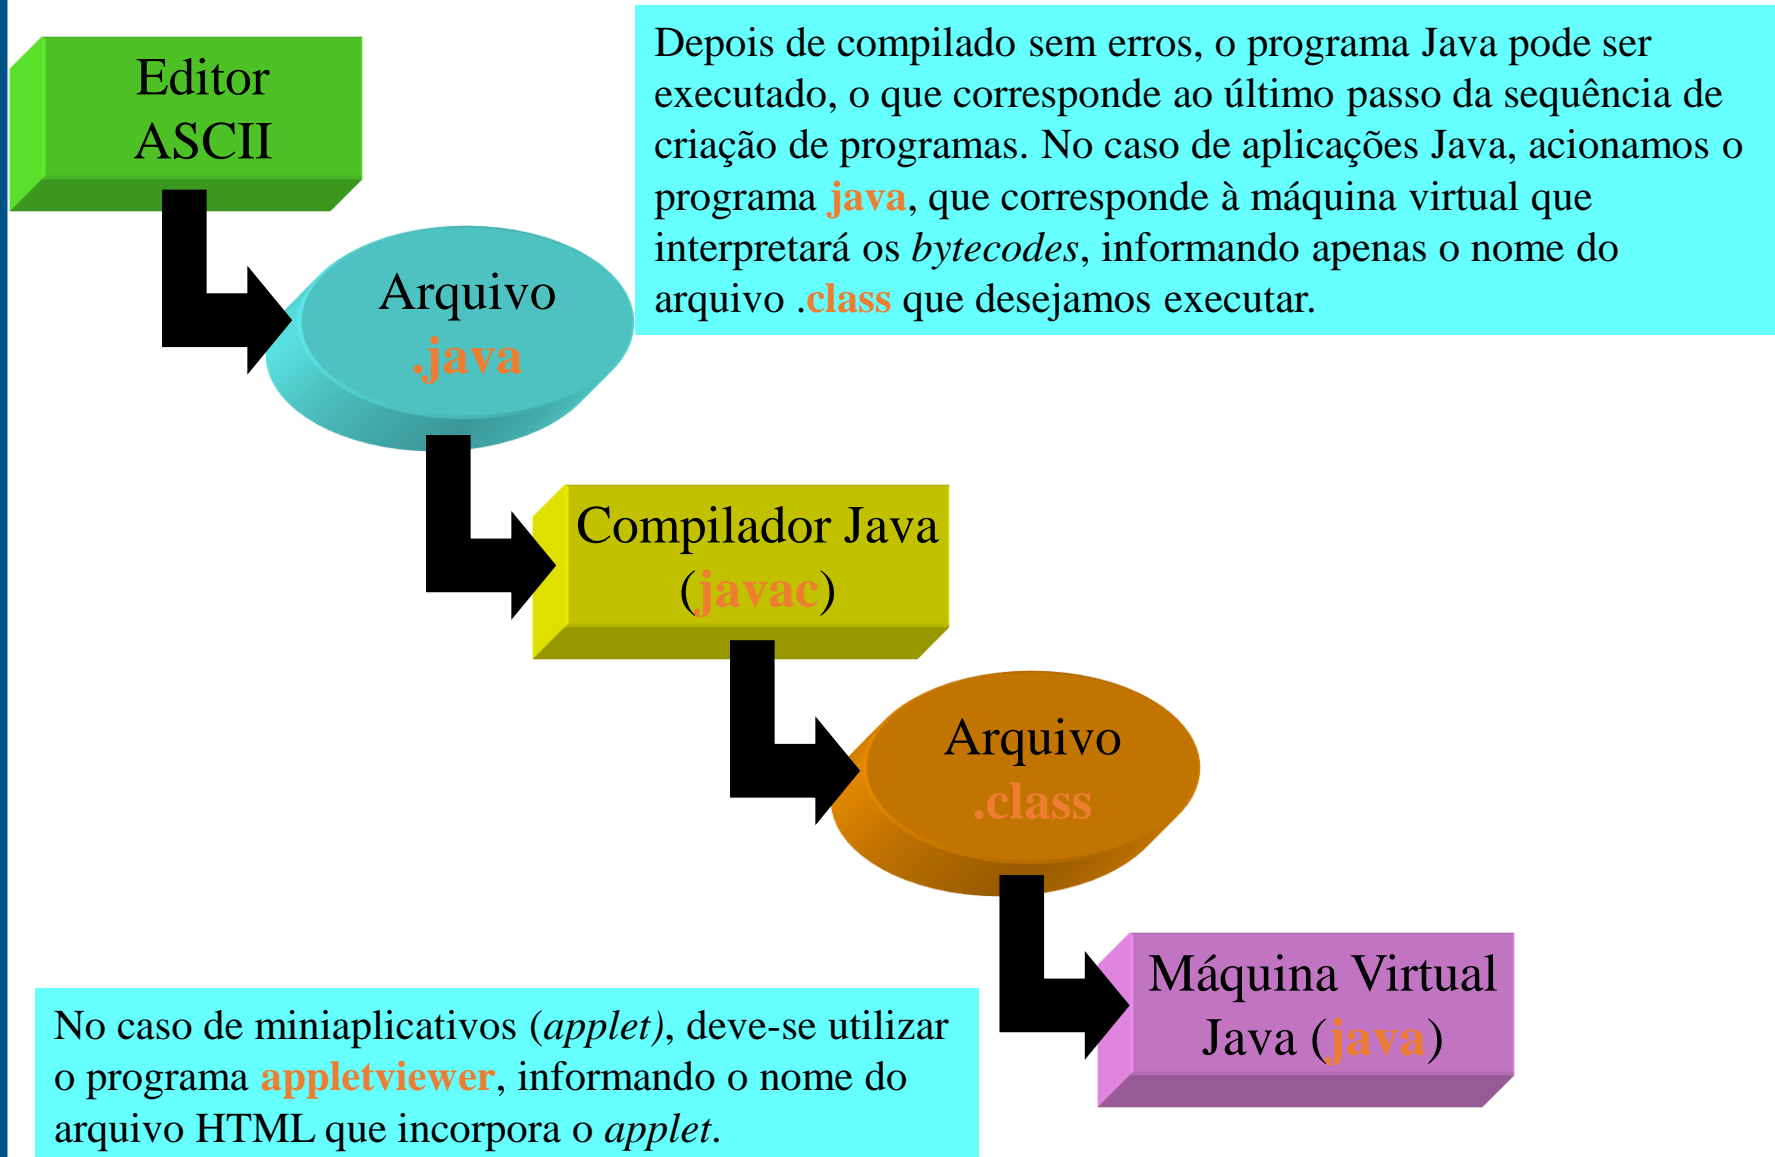 Editor
ASCII
Depois de compilado sem erros, o programa Java pode ser
executado, o que corresponde ao último passo da sequência de
criação de programas. No caso de aplicações Java, acionamos o
programa java, que corresponde à máquina virtual que
interpretará os bytecodes, informando apenas o nome do
arquivo .class que desejamos executar.
Arquivo
.java
Compilador Java
(javac)
Arquivo
.class
Máquina Virtual
Java (java)
No caso de miniaplicativos (applet), deve-se utilizar
o programa appletviewer, informando o nome do
arquivo HTML que incorpora o applet.